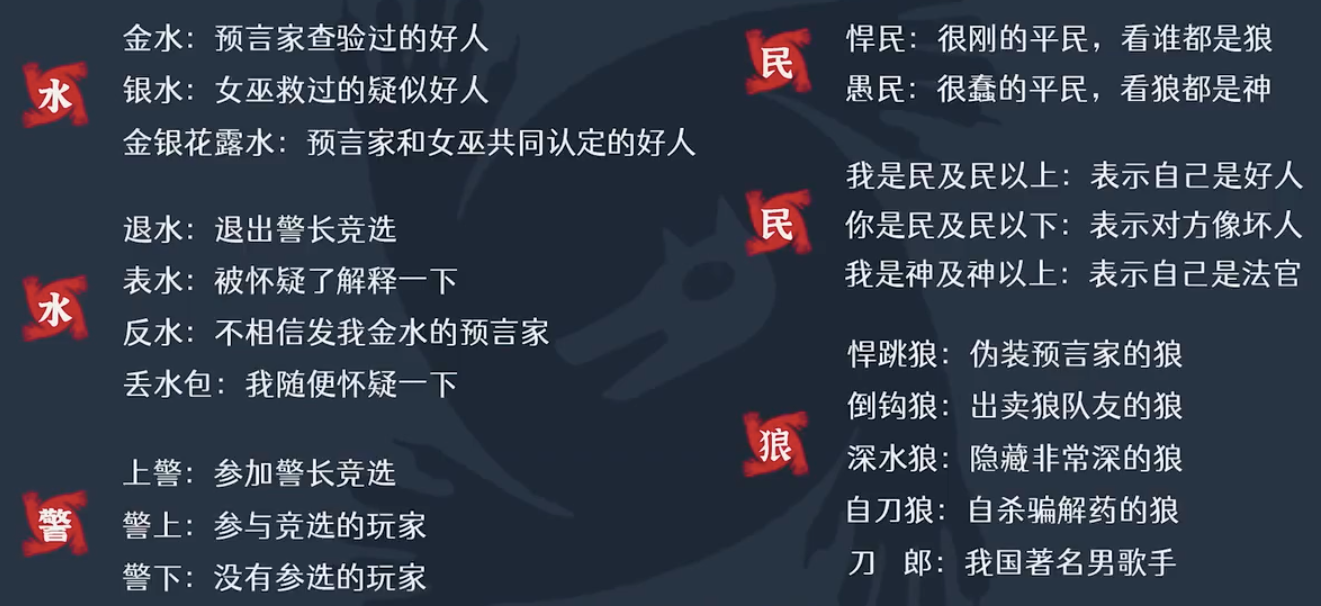 水
金水：预言家查验过的好人
银水：女巫救过的疑似好人
金银花露水：预言家和女巫共同认定的好人
水
退水：退出警长竞选
表水：被怀疑了解释一下
反水：不相信发我金水的预言家
丢水包：我随便怀疑一下
警
上警：参加警长竞选
警上：参与竞选的玩家
警下：没有参选的玩家
民
悍民：很刚的平民，看谁都是狼
愚民：很蠢的平民，看狼都是神
民
我是民及民以上：表示自己是好人
你是民及民以下：表示对方像坏人
我是神及神以上：表示自己是法官
狼
悍跳狼：伪装预言家的狼
倒钩狼：出卖狼队友的狼
深水狼：隐藏非常深的狼
自刀狼：自杀骗解药的狼
刀 郎：我国著名男歌手